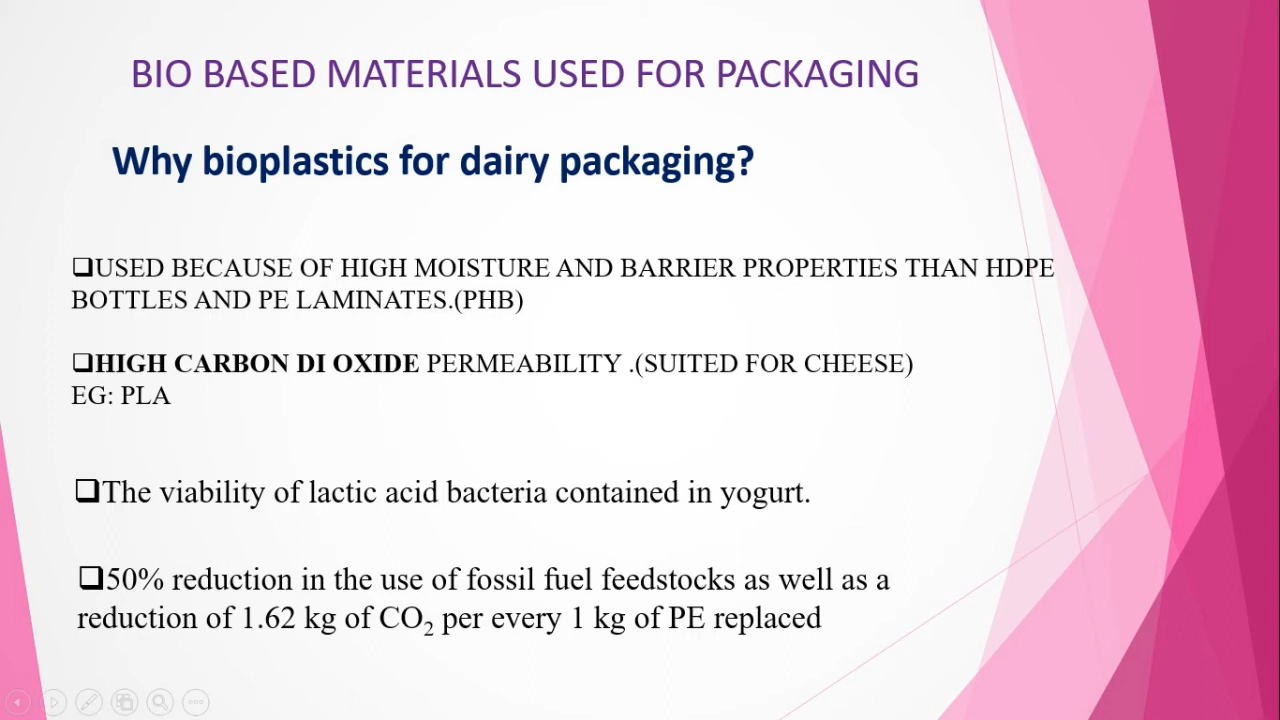 BIO BASED MATERIALS USED FOR PACKAGING
Why bioplastics for dairy packaging?
❑USED BECAUSE OF HIGH MOISTURE AND BARRIER PROPERTIES THAN HDPE
BOTTLES AND PE LAMINATES.(PHB)
❑HIGH CARBON DI OXIDE PERMEABILITY .(SUITED FOR CHEESE)
EG: PLA
❑The viability of lactic acid bacteria contained in yogurt.
❑50% reduction in the use of fossil fuel feedstocks as well as a
reduction of 1.62 kg of CO₂ per every 1 kg of PE replaced